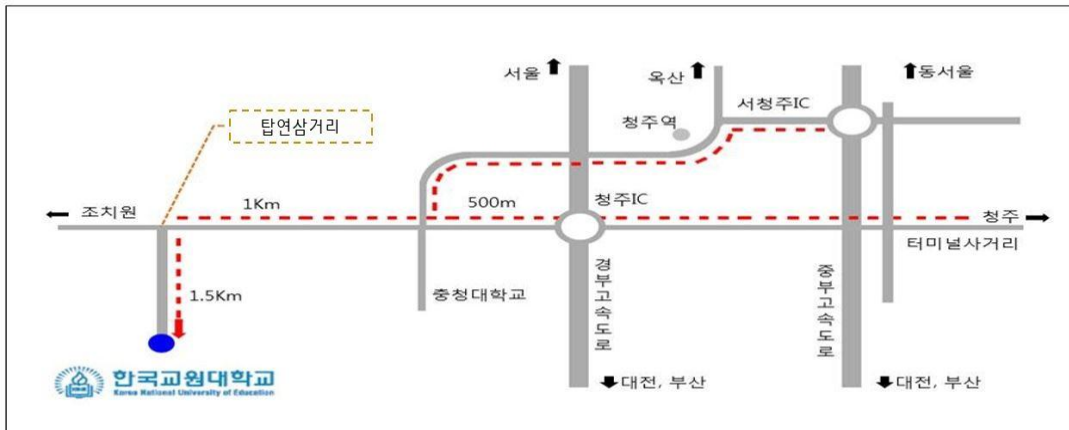 서울
옥산
동서울
서청주IC
탑연삼거리
청주역
조치원
1Km
500m
청주IC
청주
터미널사거리
1.5Km
충청대학교
경부고속도로
중부고속도로
한국교원대학교
Korea National University of Education
대전, 부산
대전, 부산